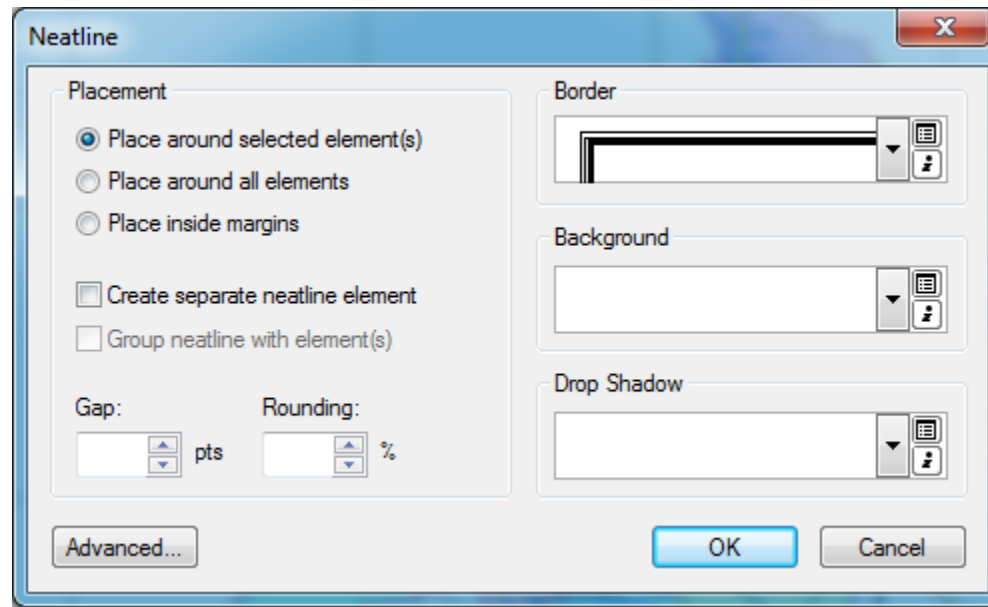 Neatline
Placement
Place around selected element(s)
Place around all elements
Place inside margins
Create separate neatline element
Group neatline with element(s)
Gap:
Rounding:
pts
%
Border
Background
Drop Shadow
Advanced...
OK
Cancel